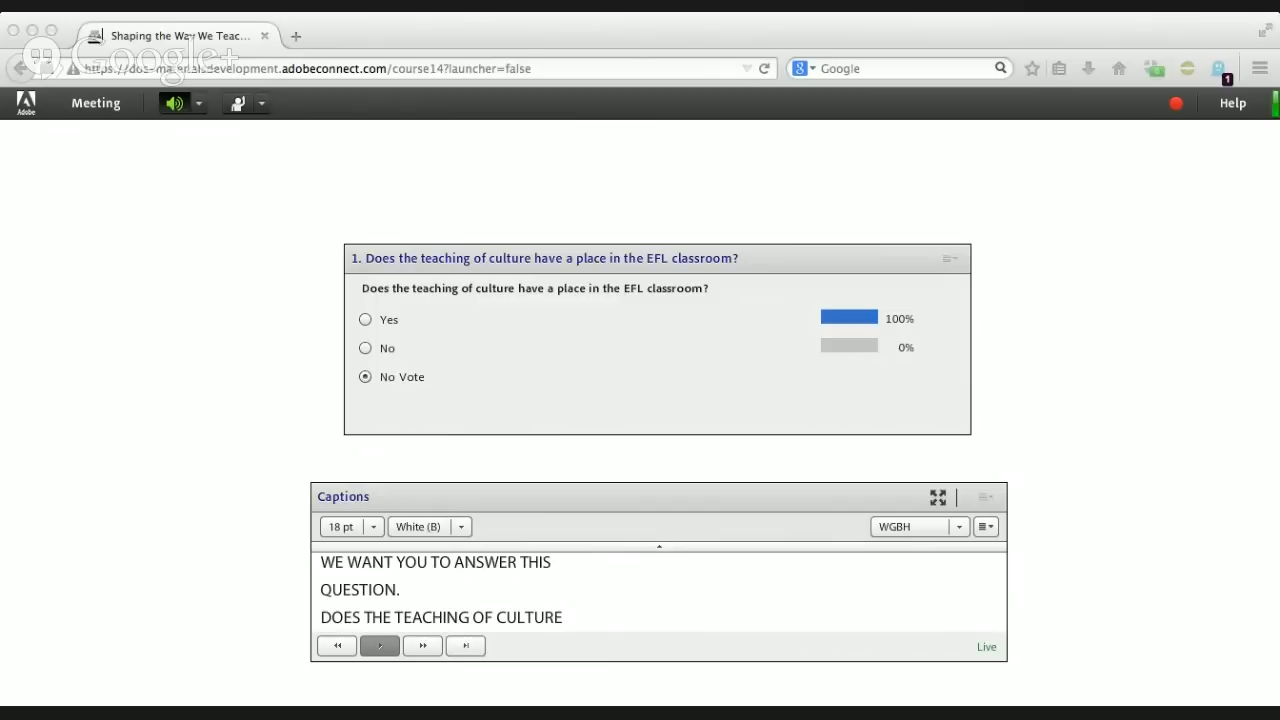 Shaping the Way We Teac...
Google+
adobeconnect.com/course14?launcher=false
Google
1
Adobe
Meeting
Help
1. Does the teaching of culture have a place in the EFL classroom?
Does the teaching of culture have a place in the EFL classroom?
Yes
100%
No
0%
No Vote
Captions
18 pt
White (B)
WGBH
WE WANT YOU TO ANSWER THIS
QUESTION.
DOES THE TEACHING OF CULTURE
Live